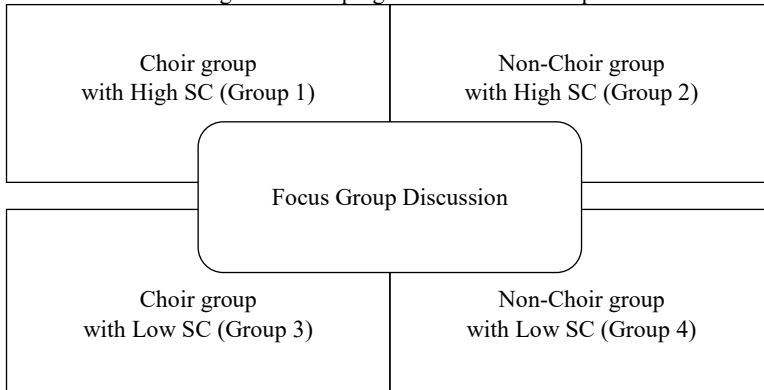 Choir group
with High SC (Group 1)
Non-Choir group
with High SC (Group 2)
Focus Group Discussion
Choir group
with Low SC (Group 3)
Non-Choir group
with Low SC (Group 4)